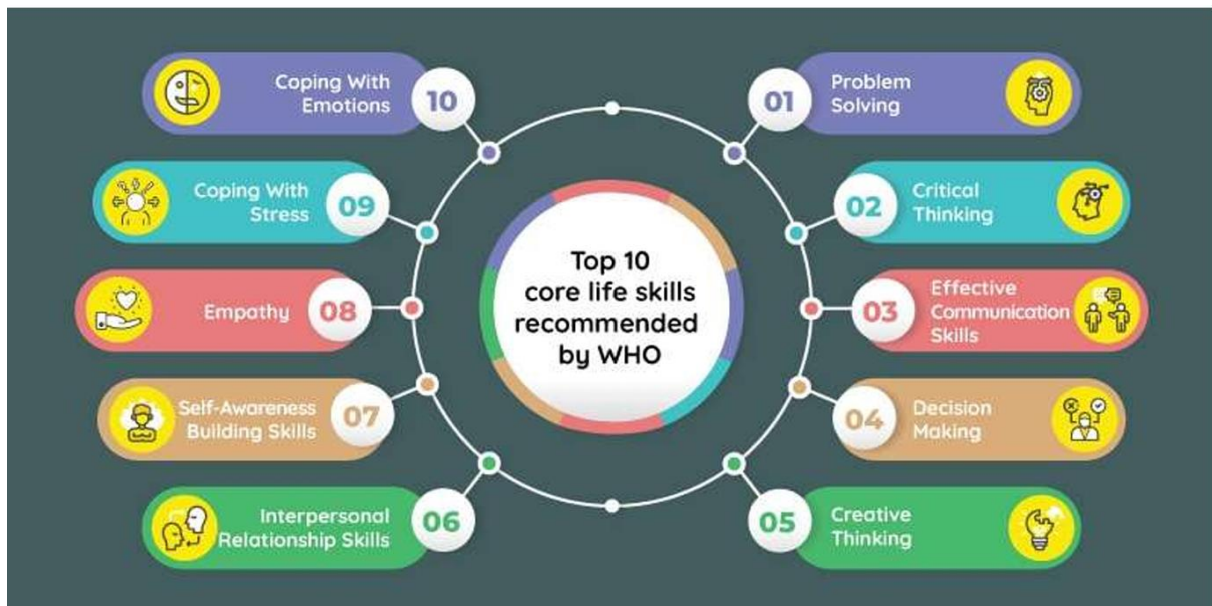 Top 10
core life skills
recommended
by WHO
01
Problem
Solving
02
Critical
Thinking
03
Effective
Communication
Skills
04
Decision
Making
05
Creative
Thinking
06
Interpersonal
Relationship Skills
07
Self-Awareness
Building Skills
08
Empathy
09
Coping With
Stress
10
Coping With
Emotions